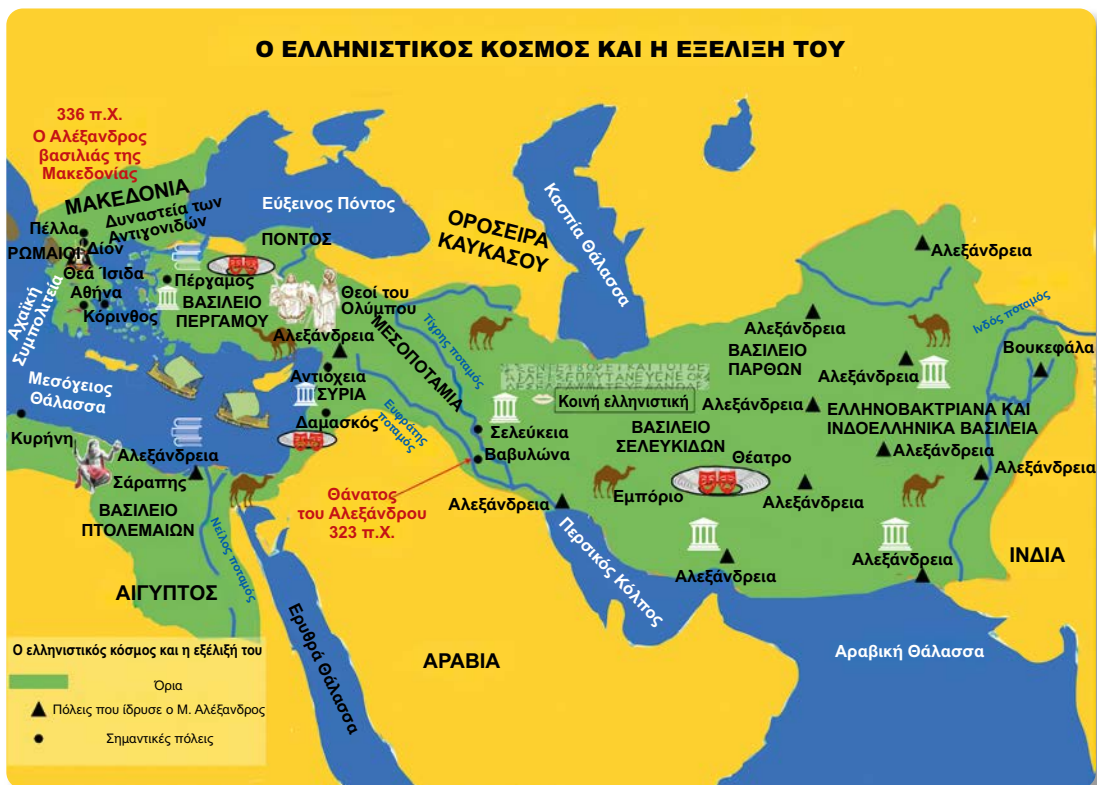 Ο ΕΛΛΗΝΙΣΤΙΚΟΣ ΚΟΣΜΟΣ ΚΑΙ Η ΕΞΕΛΙΞΗ ΤΟΥ
336 π.Χ.
Ο Αλέξανδρος
βασιλιάς της
Μακεδονίας
ΜΑΚΕΔΟΝΙΑ
Δυναστεία των
Αντιγονιδών
Πέλλα
ΡΩΜΑΙΟΙ
Δίον
Θεά Ίσιδα
Αθήνα
Κόρινθος
Αχαϊκή
Συμπολιτεία
Εύξεινος Πόντος
ΠΟΝΤΟΣ
Πέργαμος
ΒΑΣΙΛΕΙΟ
ΠΕΡΓΑΜΟΥ
Θεοί του
Ολύμπου
ΟΡΟΣΕΙΡΑ
ΚΑΥΚΑΣΟΥ
Κασπία Θάλασσα
Αλεξάνδρεια
Αντιόχεια
ΣΥΡΙΑ
Δαμασκός
ΜΕΣΟΠΟΤΑΜΙΑ
Τίγρης ποταμός
Ευφράτης
ποταμός
Μεσόγειος
Θάλασσα
Κυρήνη
Αλεξάνδρεια
Σάραπης
ΒΑΣΙΛΕΙΟ
ΠΤΟΛΕΜΑΙΩΝ
Νείλος ποταμός
ΑΙΓΥΠΤΟΣ
Ερυθρά Θάλασσα
Θάνατος
του Αλεξάνδρου
323 π.Χ.
Σελεύκεια
Βαβυλώνα
Αλεξάνδρεια
Κοινή ελληνιστική
ΒΑΣΙΛΕΙΟ
ΣΕΛΕΥΚΙΔΩΝ
Θέατρο
Εμπόριο
Αλεξάνδρεια
Αλεξάνδρεια
ΒΑΣΙΛΕΙΟ
ΠΑΡΘΩΝ
Αλεξάνδρεια
Αλεξάνδρεια
Ινδός ποταμός
Βουκεφάλα
ΕΛΛΗΝΟΒΑΚΤΡΙΑΝΑ ΚΑΙ
ΙΝΔΟΕΛΛΗΝΙΚΑ ΒΑΣΙΛΕΙΑ
Αλεξάνδρεια
Αλεξάνδρεια
Αλεξάνδρεια
Αλεξάνδρεια
Αλεξάνδρεια
ΙΝΔΙΑ
Περσικός Κόλπος
ΑΡΑΒΙΑ
Αραβική Θάλασσα
Ο ελληνιστικός κόσμος και η εξέλιξή του
Όρια
Πόλεις που ίδρυσε ο Μ. Αλέξανδρος
Σημαντικές πόλεις